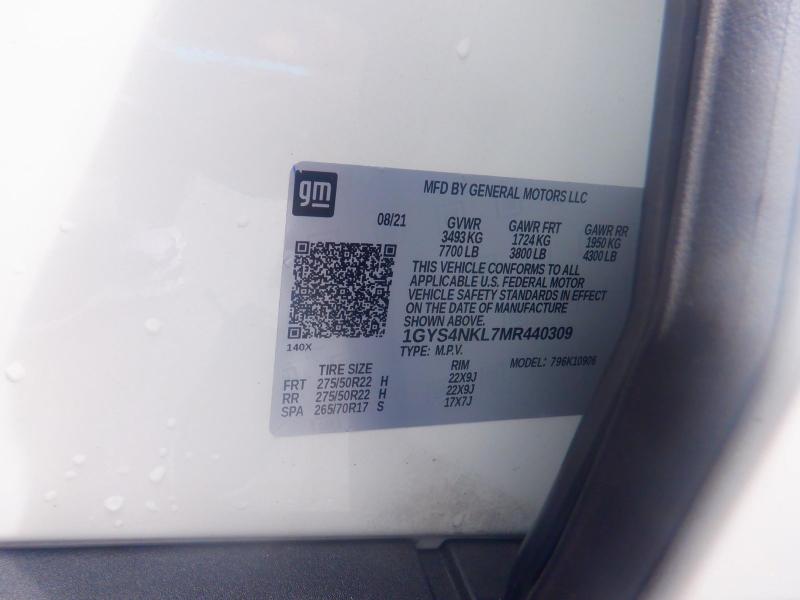 gm
MFD BY GENERAL MOTORS LLC
08/21 GVWR GAWR FRT GAWR RR
3493 KG 1724 KG 1950 KG
7700 LB 3800 LB 4300 LB
THIS VEHICLE CONFORMS TO ALL
APPLICABLE U.S. FEDERAL MOTOR
VEHICLE SAFETY STANDARDS IN EFFECT
ON THE DATE OF MANUFACTURE
SHOWN ABOVE.
1GYS4NKL7MR440309
140X
TYPE: M.P.V. MODEL: 796K10906
TIRE SIZE RIM
FRT 275/50R22 H 22X9J
RR 275/50R22 H 22X9J
SPA 265/70R17 S 17X7J